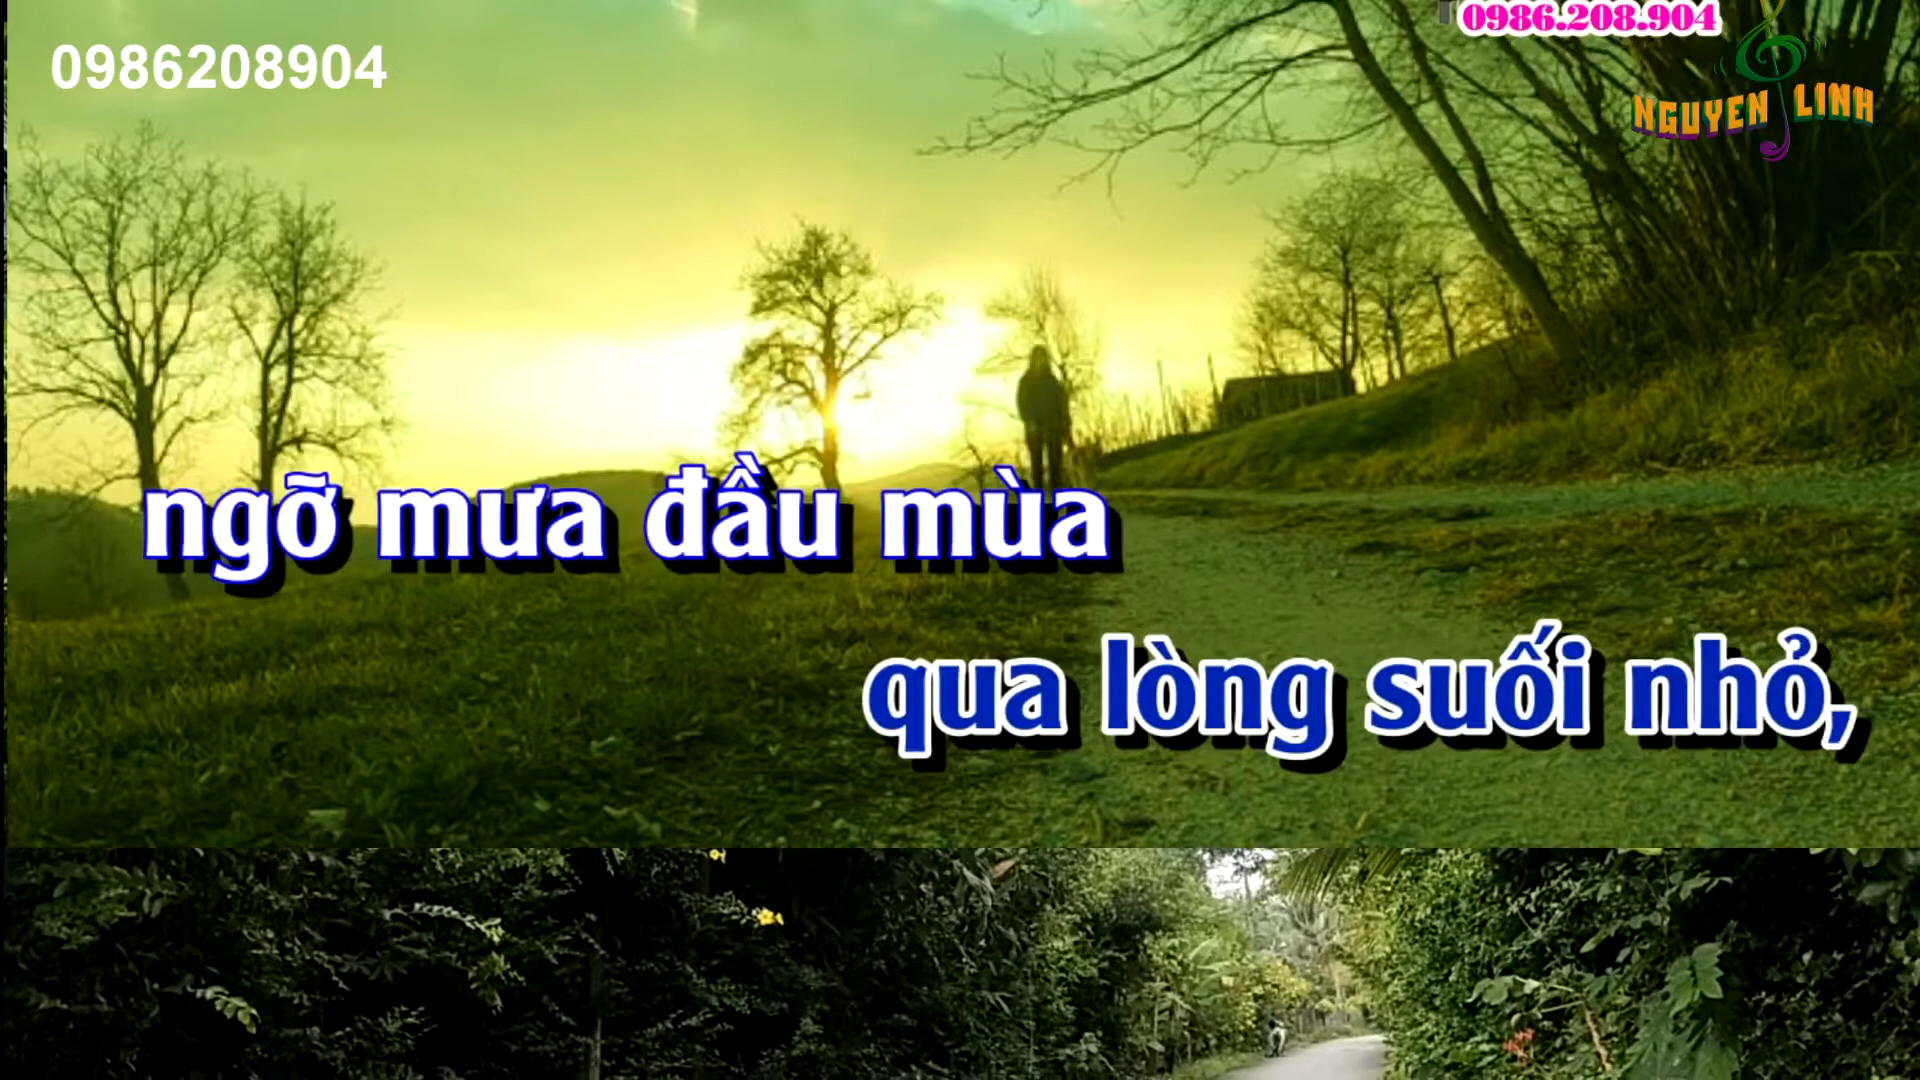 0986.208.904
0986208904
NGUYEN LINH
ngỡ mưa đầu mùa
qua lòng suối nhỏ,